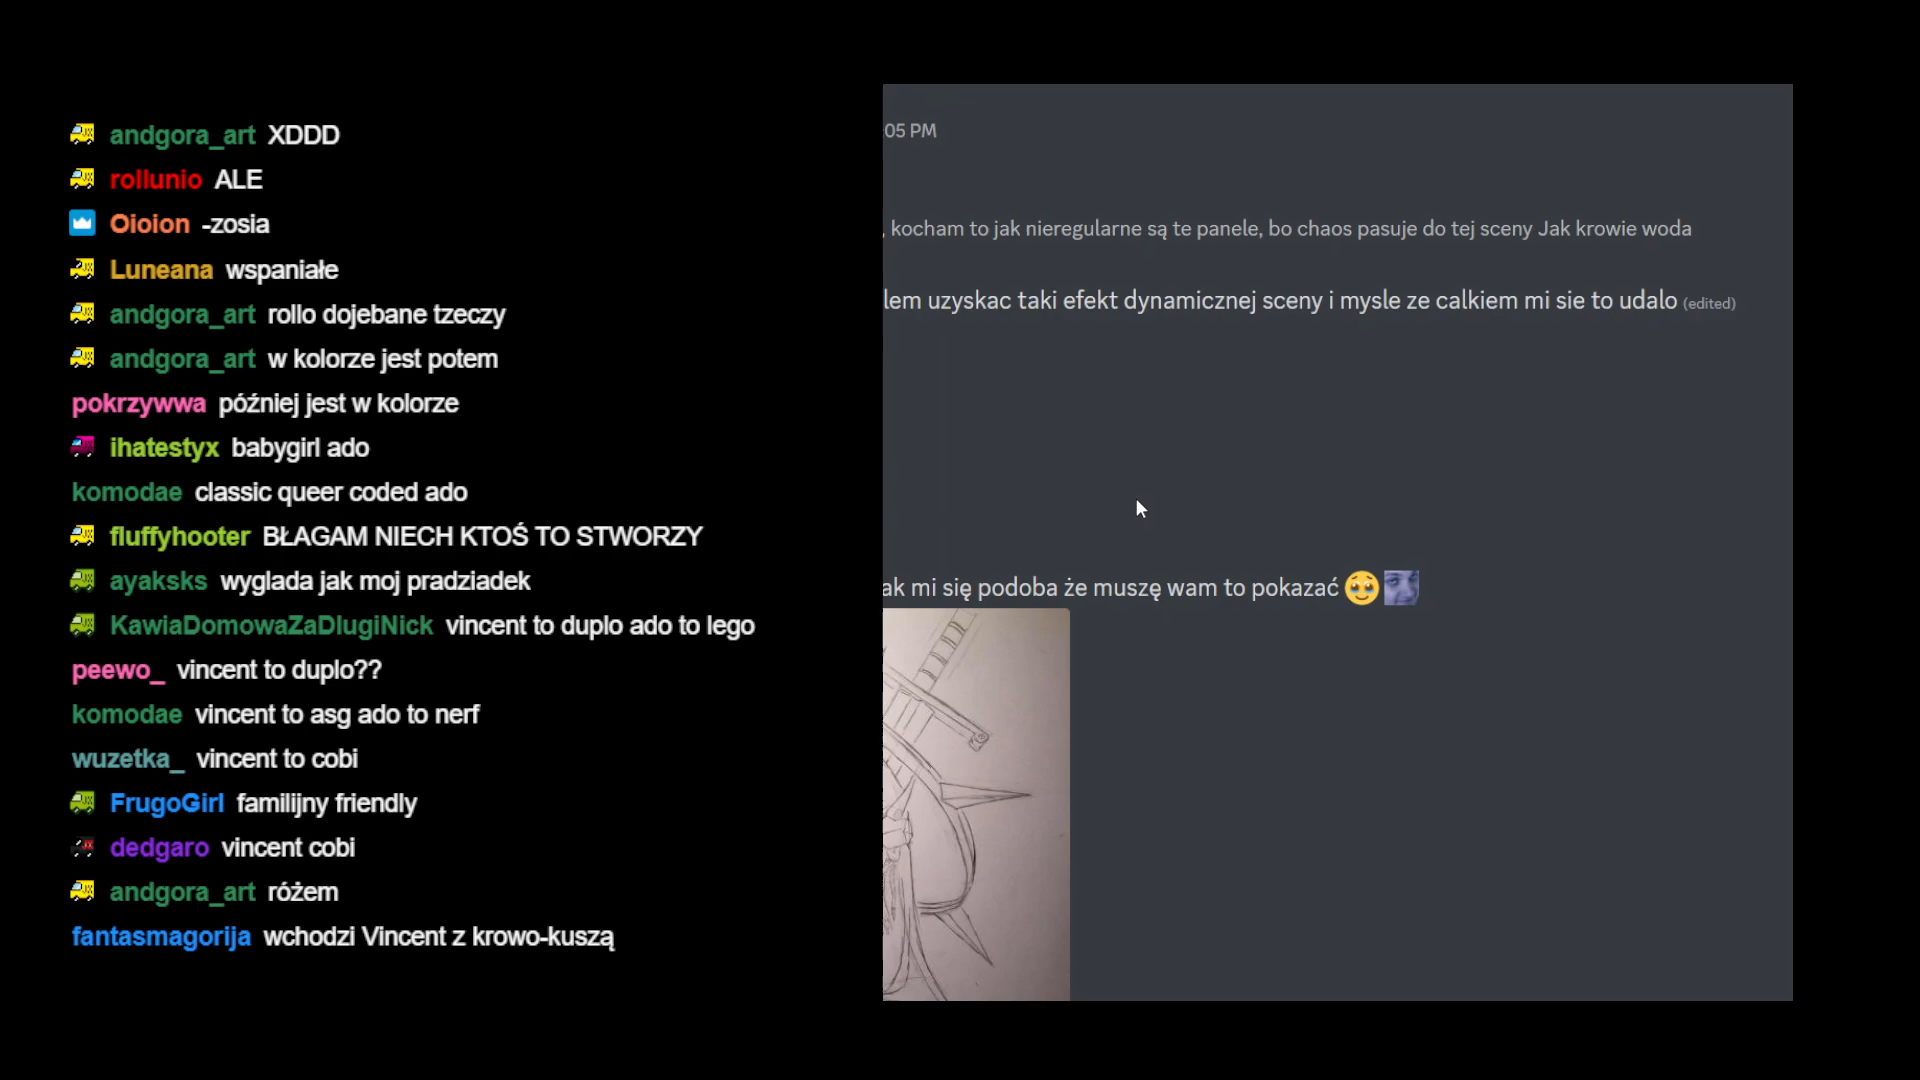 andgora_art XDDD
rollunio ALE
Oioion -zosia
Luneana wspaniałe
andgora_art rollo dojebane tzeczy
andgora_art w kolorze jest potem
pokrzywwa później jest w kolorze
ihatestyx babygirl ado
komodae classic queer coded ado
fluffyhooter BŁAGAM NIECH KTOŚ TO STWORZY
ayaksks wyglada jak moj pradziadek
KawiaDomowaZaDlugiNick vincent to duplo ado to lego
peewo_ vincent to duplo??
komodae vincent to asg ado to nerf
wuzetka_ vincent to cobi
FrugoGirl familijny friendly
dedgaro vincent cobi
andgora_art różem
fantasmagorija wchodzi Vincent z krowo-kuszą
05 PM
, kocham to jak nieregularne są te panele, bo chaos pasuje do tej sceny Jak krowie woda
lem uzyskac taki efekt dynamicznej sceny i mysle ze calkiem mi sie to udalo (edited)
ak mi się podoba że muszę wam to pokazać